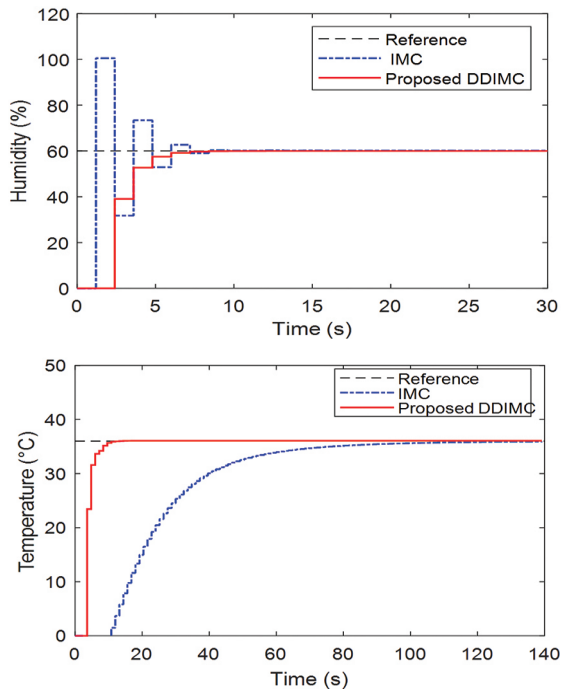 120
100
80
60
40
20
0
Humidity (%)
Reference
IMC
Proposed DDIMC
0 5 10 15 20 25 30
Time (s)
50
40
30
20
10
0
Temperature (°C)
Reference
IMC
Proposed DDIMC
0 20 40 60 80 100 120 140
Time (s)